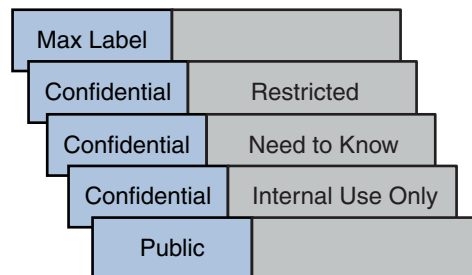 Max Label
Confidential Restricted
Confidential Need to Know
Confidential Internal Use Only
Public